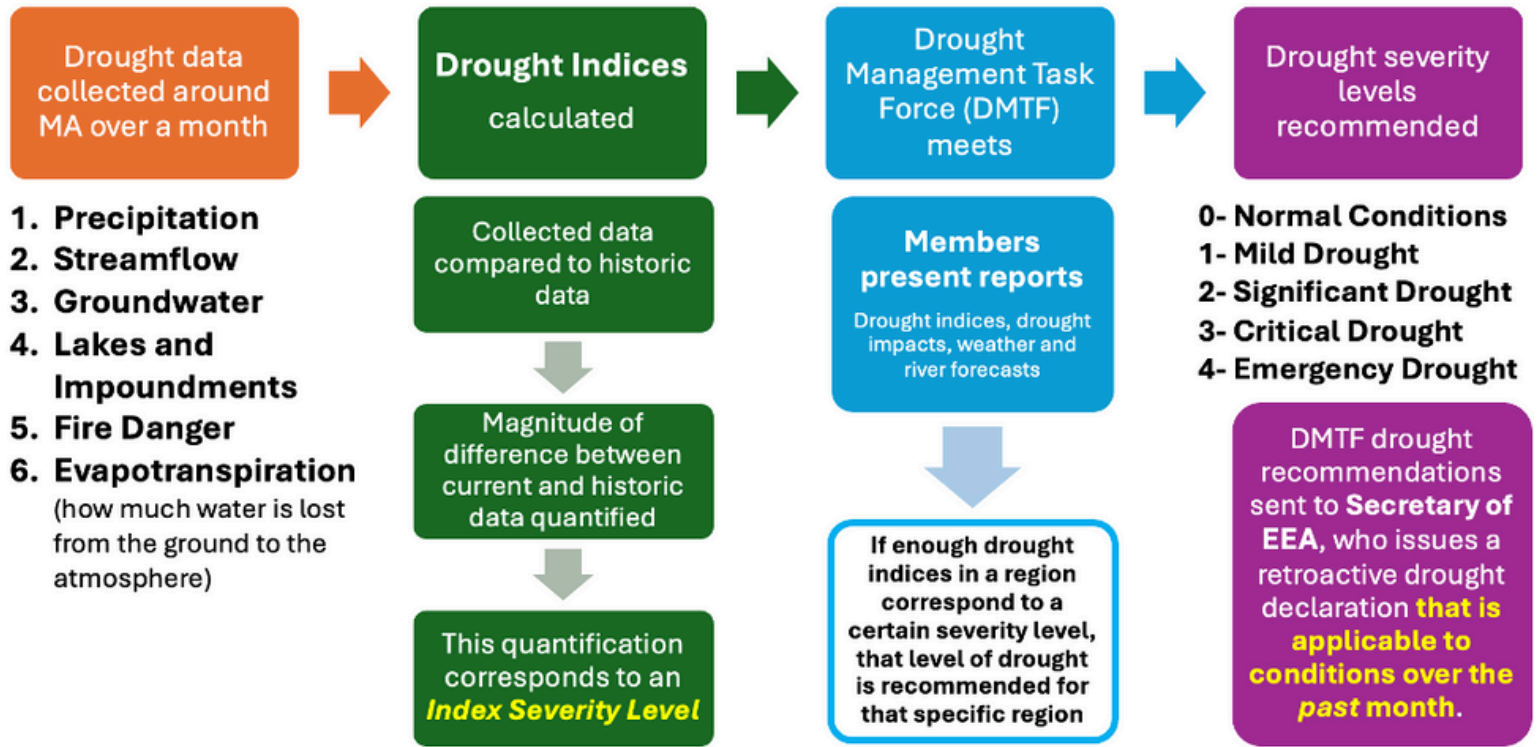 Drought data
collected around
MA over a month
1. Precipitation
2. Streamflow
3. Groundwater
4. Lakes and
Impoundments
5. Fire Danger
6. Evapotranspiration
(how much water is lost
from the ground to the
atmosphere)
Drought Indices
calculated
Collected data
compared to historic
data
Magnitude of
difference between
current and historic
data quantified
This quantification
corresponds to an
Index Severity Level
Drought
Management Task
Force (DMTF)
meets
Members
present reports
Drought indices, drought
impacts, weather and
river forecasts
If enough drought
indices in a region
correspond to a
certain severity level,
that level of drought
is recommended for
that specific region
Drought severity
levels
recommended
0- Normal Conditions
1- Mild Drought
2- Significant Drought
3- Critical Drought
4- Emergency Drought
DMTF drought
recommendations
sent to Secretary of
EEA, who issues a
retroactive drought
declaration that is
applicable to
conditions over the
past month.